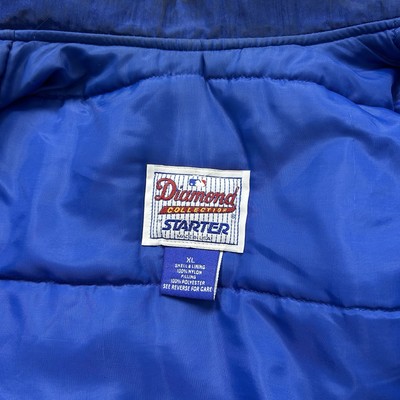 Diamond
COLLECTION
STARTER
XL
SHELL & LINING
100% NYLON
FILLING
100% POLYESTER
SEE REVERSE FOR CARE